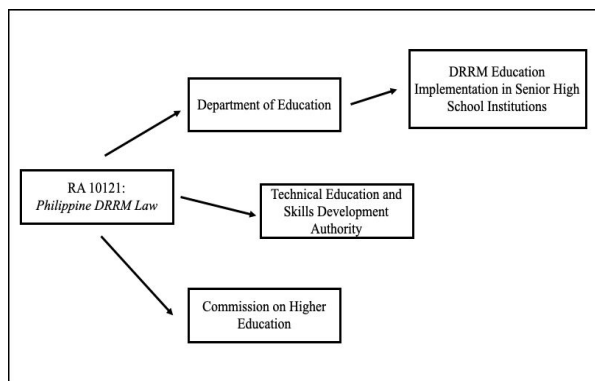 DRRM Education
Implementation in Senior High
School Institutions
Department of Education
RA 10121:
Philippine DRRM Law
Technical Education and
Skills Development
Authority
Commission on Higher
Education